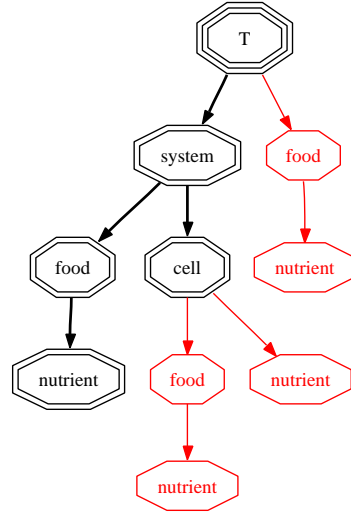 T
system
food
food
cell
nutrient
nutrient
food
nutrient
nutrient